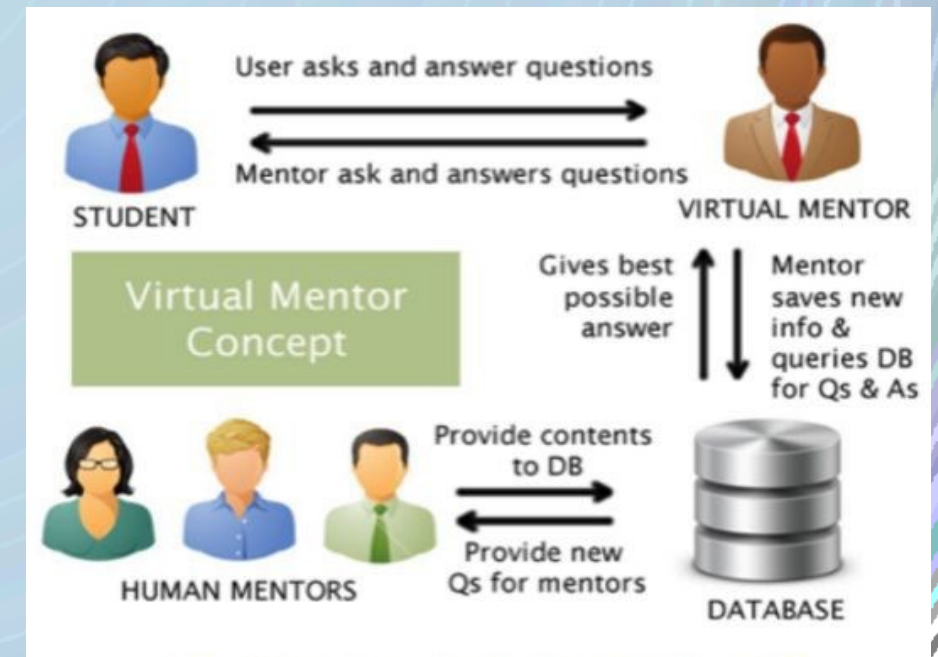 User asks and answer questions
Mentor ask and answers questions
STUDENT
VIRTUAL MENTOR
Virtual Mentor
Concept
Gives best
possible
answer
Mentor
saves new
info &
queries DB
for Qs & As
Provide contents
to DB
Provide new
Qs for mentors
HUMAN MENTORS
DATABASE